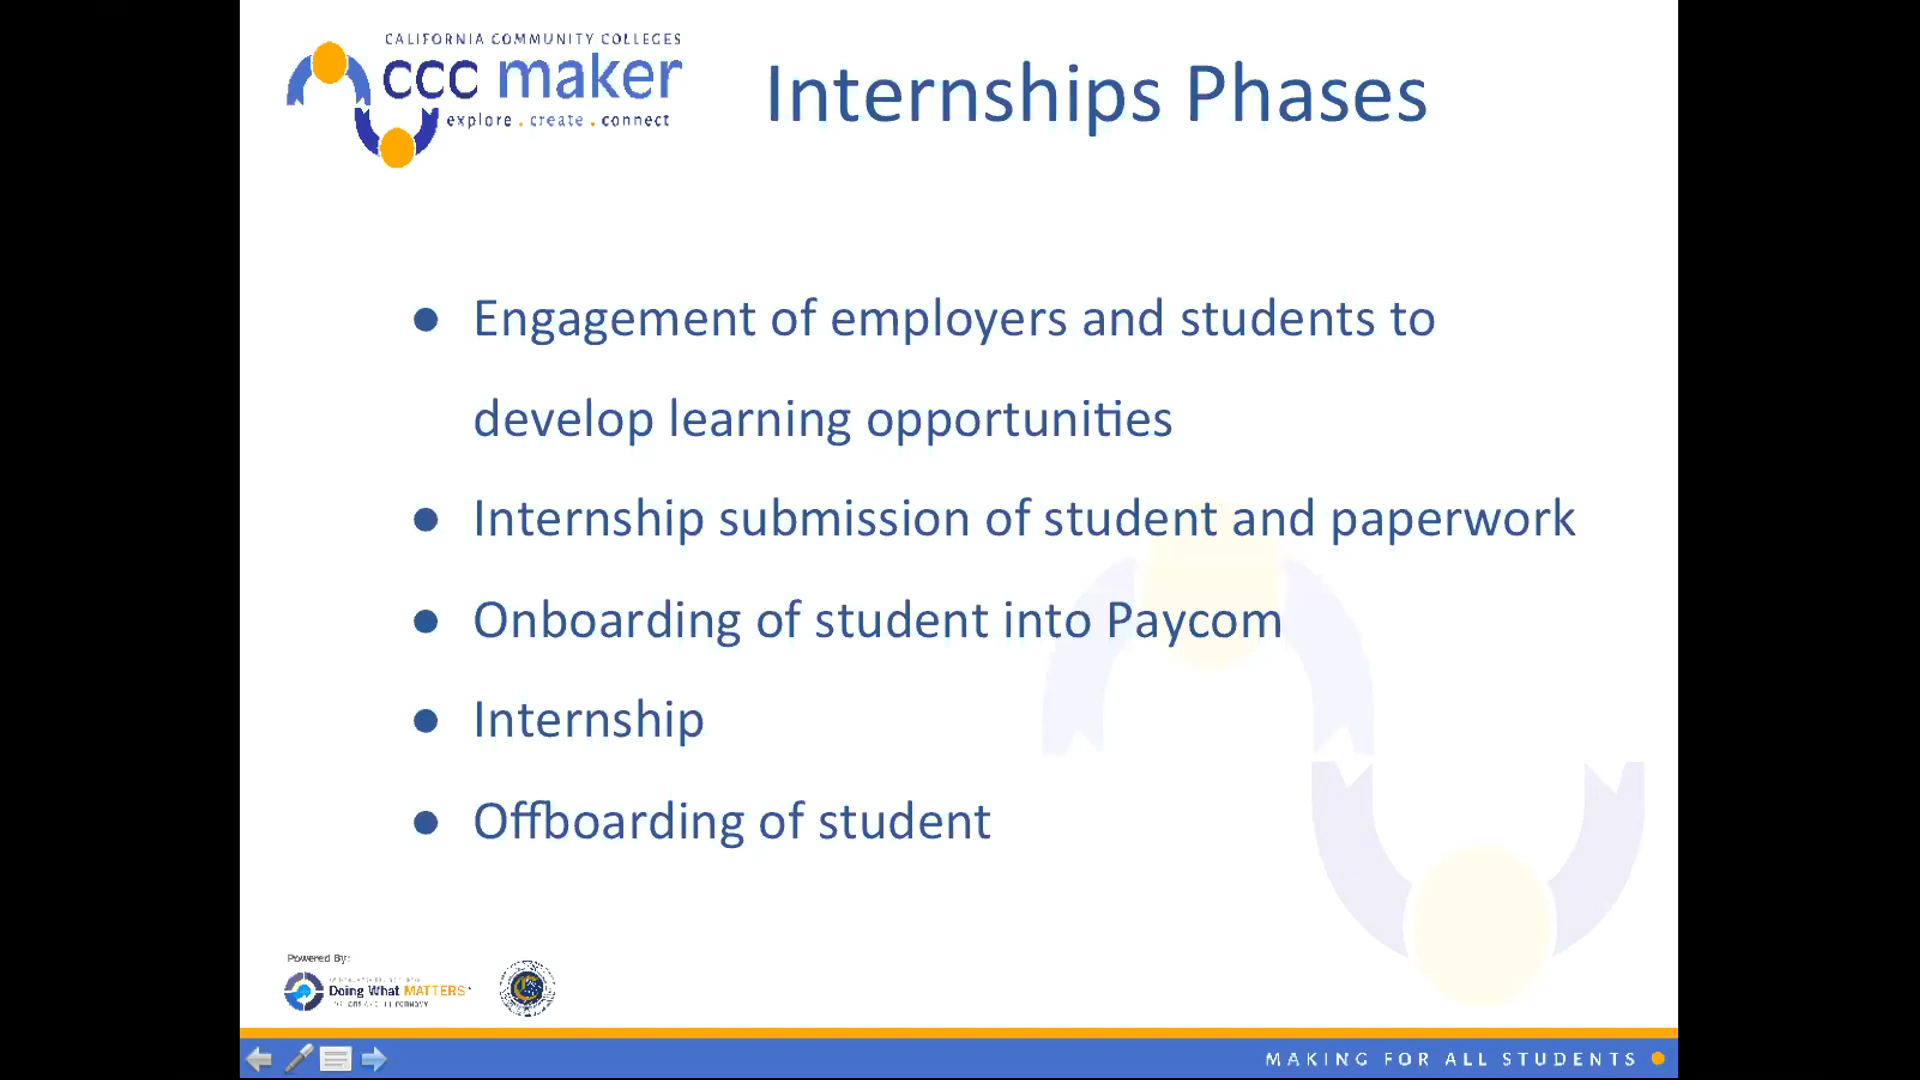 CALIFORNIA COMMUNITY COLLEGES
ccc maker
explore . create . connect
Internships Phases
● Engagement of employers and students to
develop learning opportunities
● Internship submission of student and paperwork
● Onboarding of student into Paycom
● Internship
● Offboarding of student
Powered By:
Doing What MATTERS
MAKING FOR ALL STUDENTS